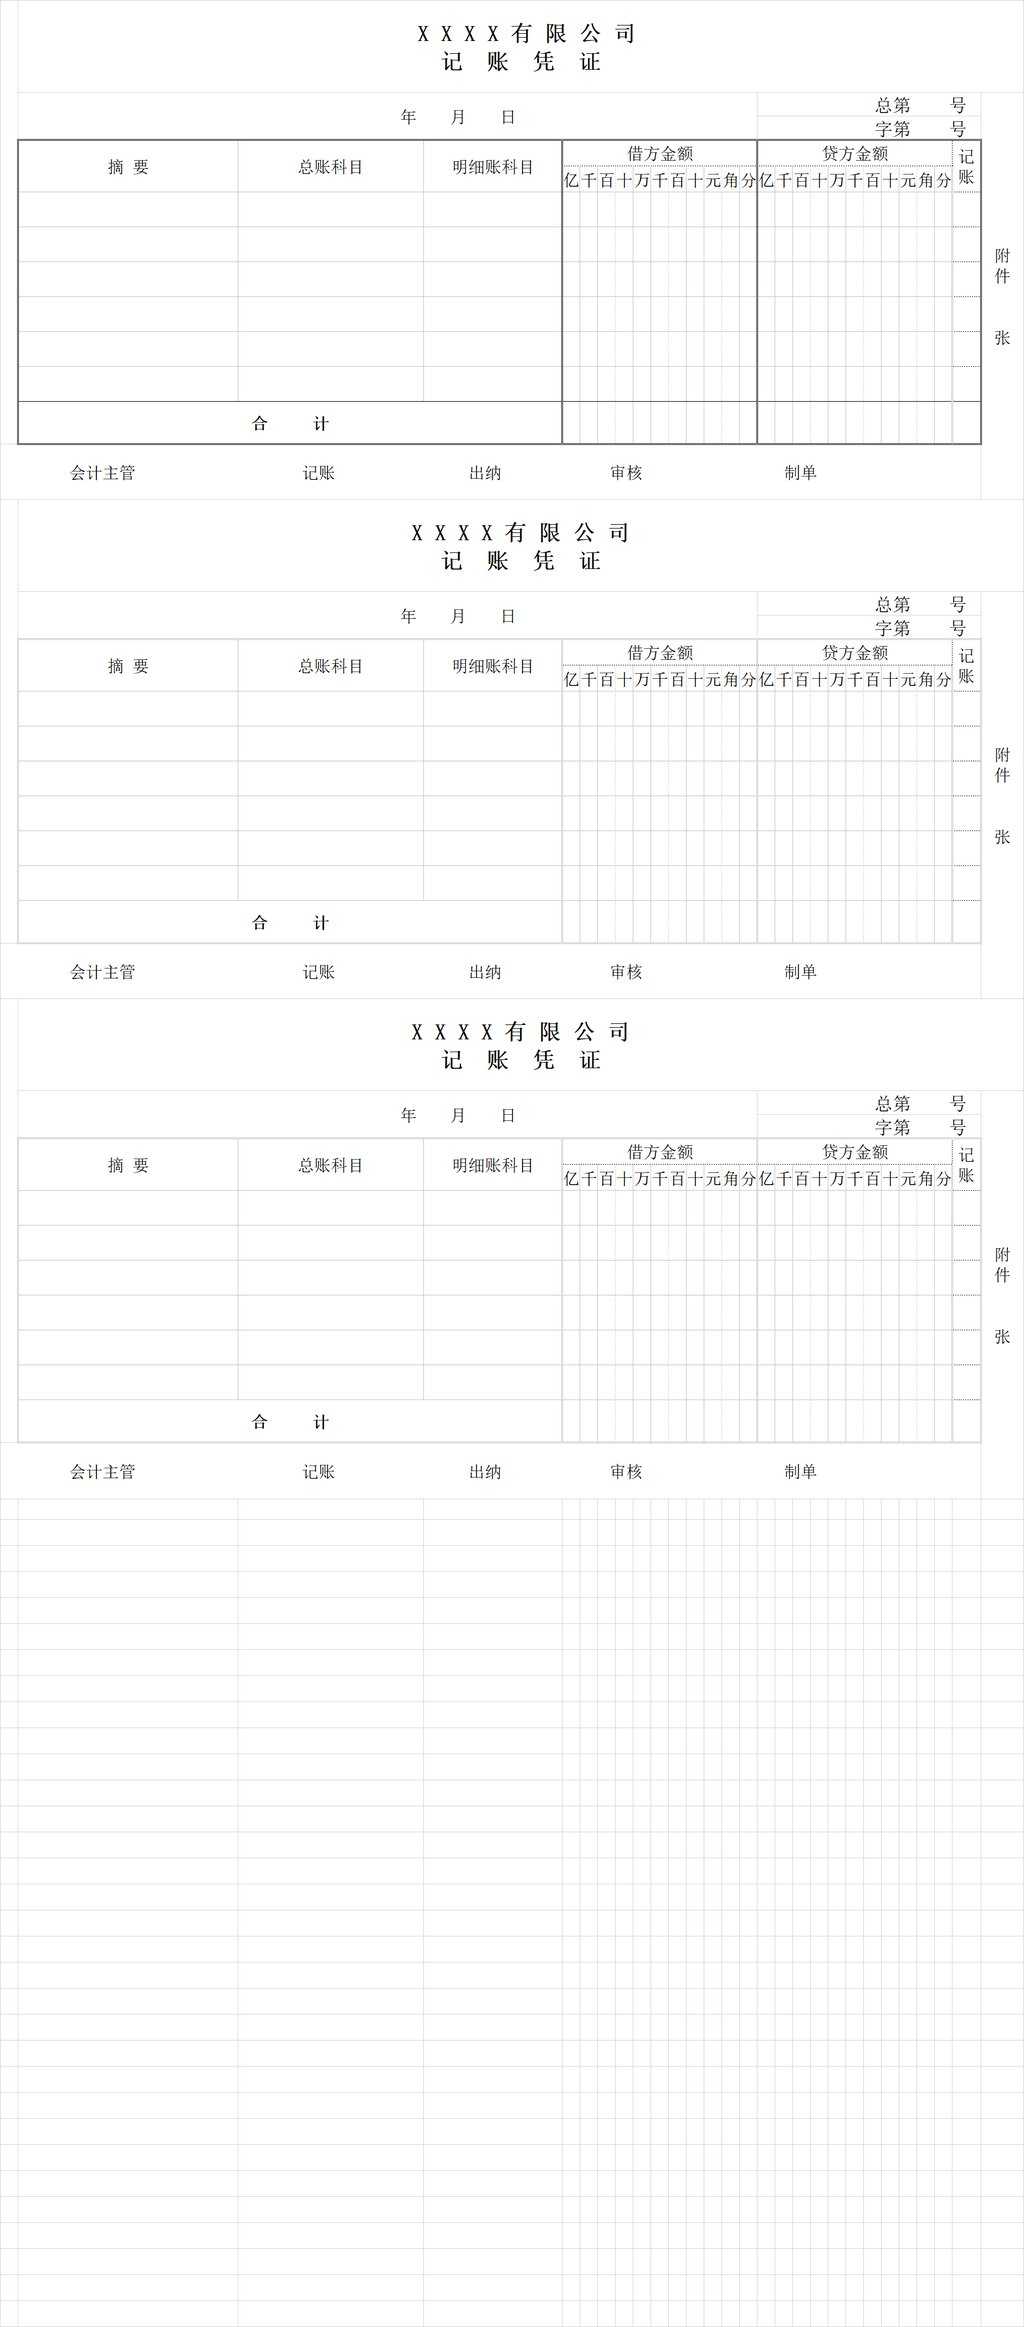 X X X X 有 限 公 司
记 账 凭 证
总第 号
年 月 日
字第 号
摘 要 总账科目 明细账科目 借方金额 贷方金额 记账
亿千百十万千百十元角分 亿千百十万千百十元角分
附件 张
合 计
会计主管 记账 出纳 审核 制单
X X X X 有 限 公 司
记 账 凭 证
总第 号
年 月 日
字第 号
摘 要 总账科目 明细账科目 借方金额 贷方金额 记账
亿千百十万千百十元角分 亿千百十万千百十元角分
附件 张
合 计
会计主管 记账 出纳 审核 制单
X X X X 有 限 公 司
记 账 凭 证
总第 号
年 月 日
字第 号
摘 要 总账科目 明细账科目 借方金额 贷方金额 记账
亿千百十万千百十元角分 亿千百十万千百十元角分
附件 张
合 计
会计主管 记账 出纳 审核 制单